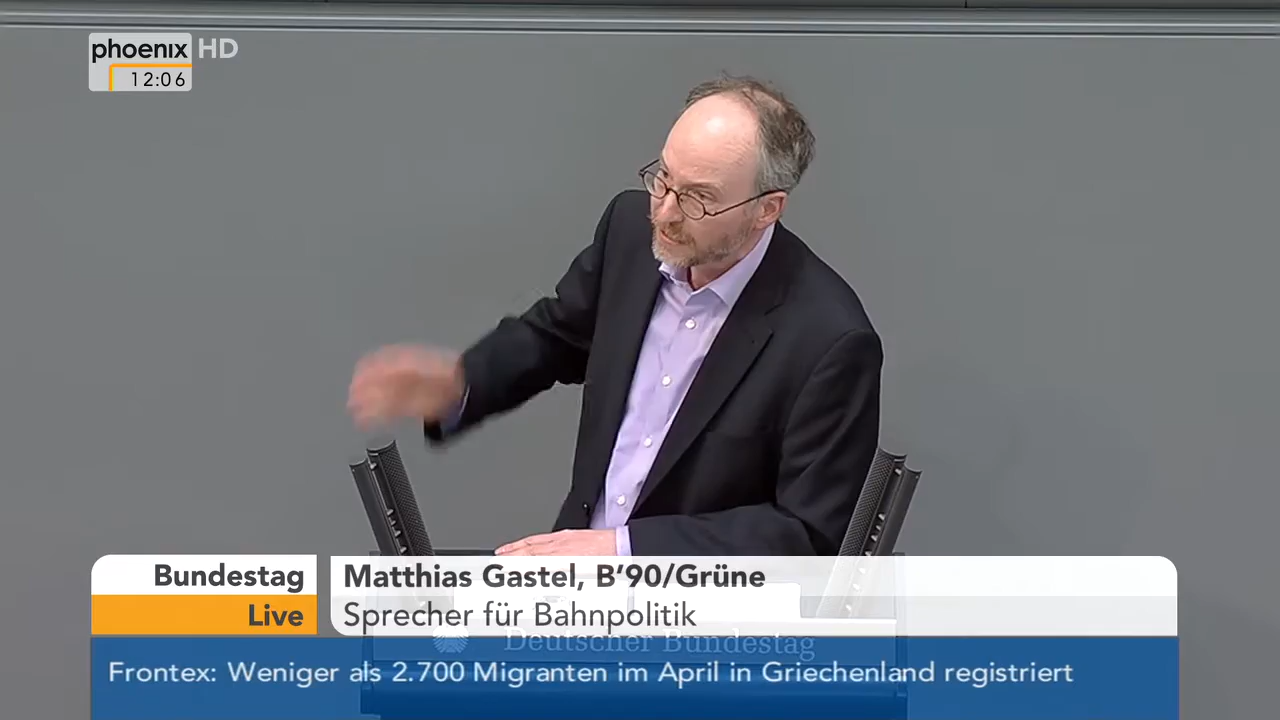 phoenix HD
12:06
Bundestag
Live
Matthias Gastel, B‘90/Grüne
Sprecher für Bahnpolitik
Deutscher Bundestag
Frontex: Weniger als 2.700 Migranten im April in Griechenland registriert